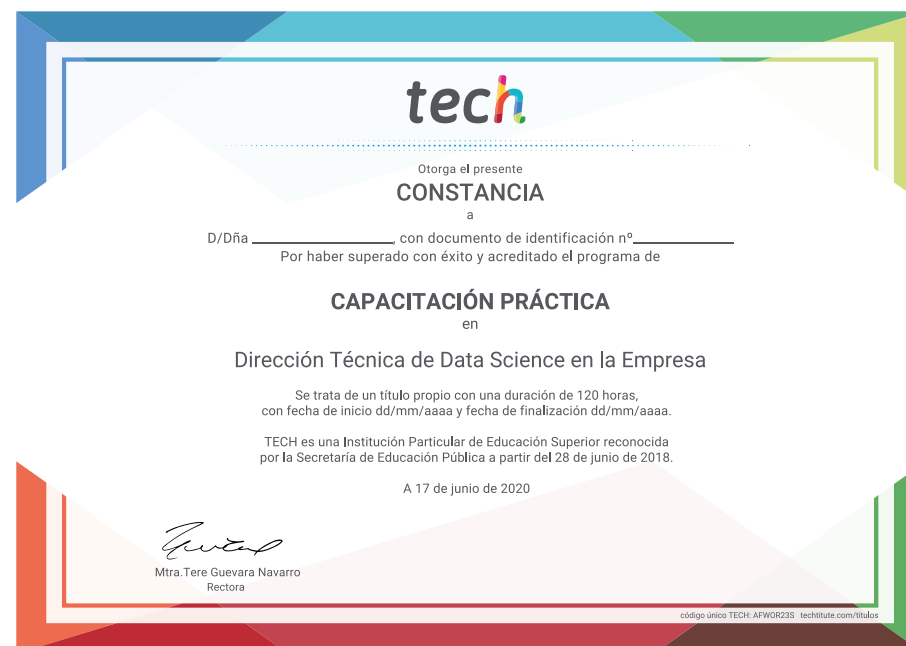 tech
Otorga el presente
CONSTANCIA
a
D/Dña ____________________, con documento de identificación nº______________
Por haber superado con éxito y acreditado el programa de
CAPACITACIÓN PRÁCTICA
en
Dirección Técnica de Data Science en la Empresa
Se trata de un título propio con una duración de 120 horas,
con fecha de inicio dd/mm/aaaa y fecha de finalización dd/mm/aaaa.
TECH es una Institución Particular de Educación Superior reconocida
por la Secretaría de Educación Pública a partir del 28 de junio de 2018.
A 17 de junio de 2020
Mtra.Tere Guevara Navarro
Rectora
código único TECH: AFWOR23S techtitute.com/titulos